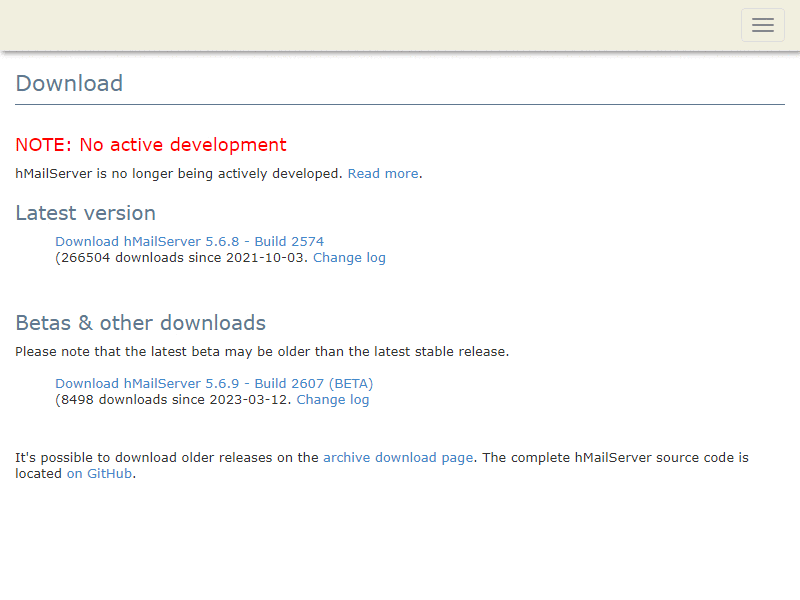 Download
NOTE: No active development
hMailServer is no longer being actively developed. Read more.
Latest version
Download hMailServer 5.6.8 - Build 2574
(266504 downloads since 2021-10-03. Change log
Betas & other downloads
Please note that the latest beta may be older than the latest stable release.
Download hMailServer 5.6.9 - Build 2607 (BETA)
(8498 downloads since 2023-03-12. Change log
It's possible to download older releases on the archive download page. The complete hMailServer source code is
located on GitHub.